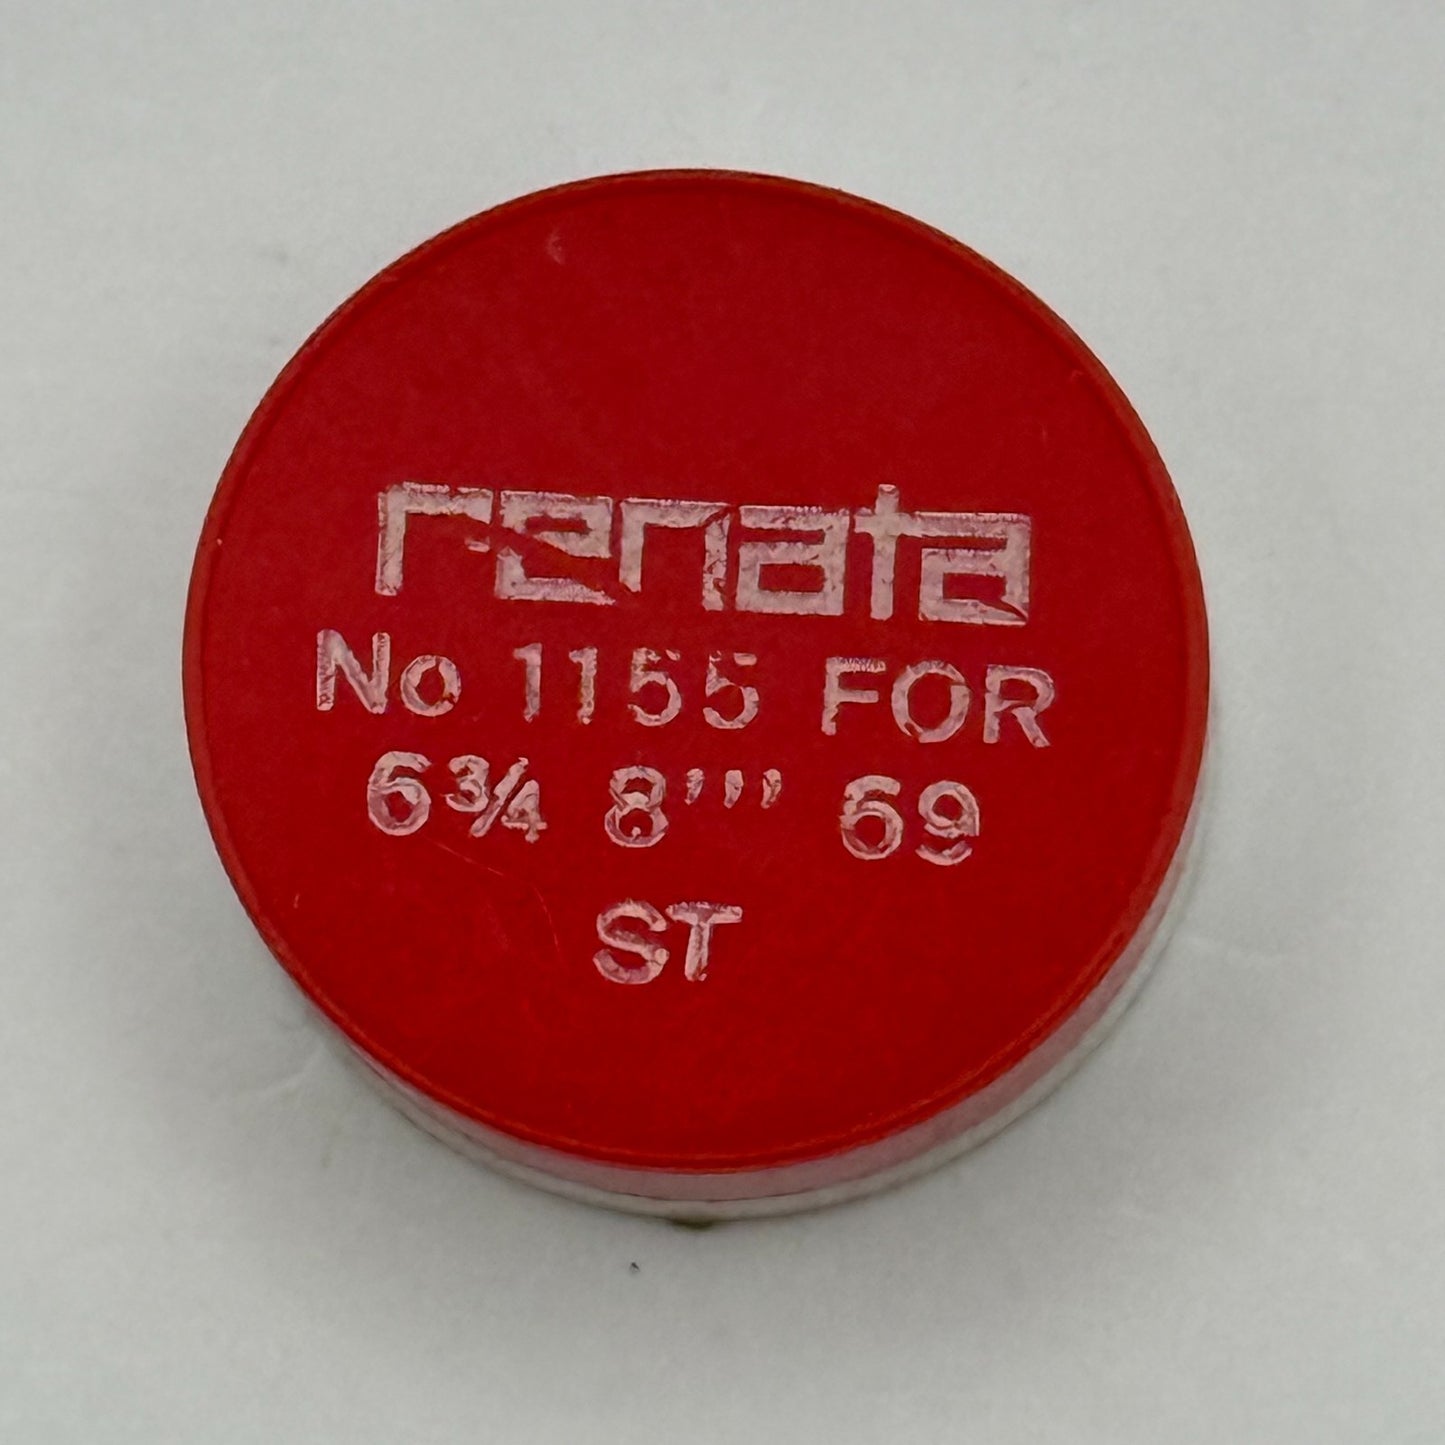 renata
No 1155 FOR
6¾ 8''' 69
ST